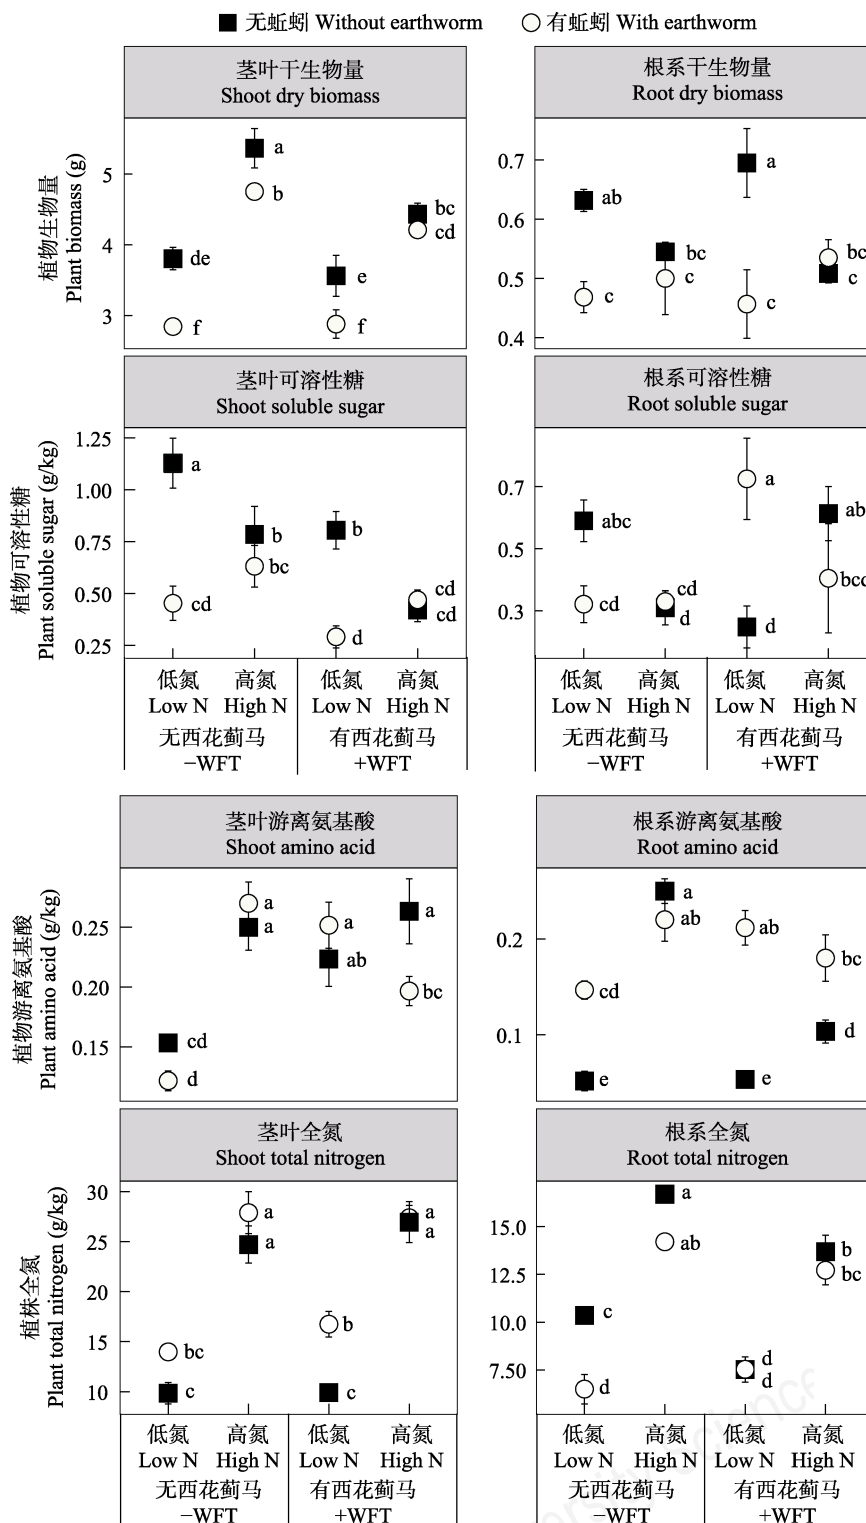 无蚯蚓 Without earthworm 有蚯蚓 With earthworm
茎叶干生物量
Shoot dry biomass
植物生物量
Plant biomass (g)
5
4
3
a
b
bc
cd
de
e
f
f
根系干生物量
Root dry biomass
0.7
0.6
0.5
0.4
a
ab
bc
bc
c
c
c
c
茎叶可溶性糖
Shoot soluble sugar
植物可溶性糖
Plant soluble sugar (g/kg)
1.25
1.00
0.75
0.50
0.25
a
b
b
bc
cd
cd
cd
d
根系可溶性糖
Root soluble sugar
0.7
0.5
0.3
a
ab
abc
bcd
cd
cd
d
d
低氮 高氮 低氮 高氮
Low N High N Low N High N
无西花蓟马 有西花蓟马
−WFT +WFT
低氮 高氮 低氮 高氮
Low N High N Low N High N
无西花蓟马 有西花蓟马
−WFT +WFT
茎叶游离氨基酸
Shoot amino acid
植物游离氨基酸
Plant amino acid (g/kg)
0.25
0.20
0.15
a
a
a
a
ab
bc
cd
d
根系游离氨基酸
Root amino acid
0.2
0.1
a
ab
ab
bc
cd
d
e
e
茎叶全氮
Shoot total nitrogen
植株全氮
Plant total nitrogen (g/kg)
30
25
20
15
10
a
a
a
a
b
bc
c
c
根系全氮
Root total nitrogen
15.0
12.5
10.0
7.50
a
ab
b
bc
c
d
d
d
低氮 高氮 低氮 高氮
Low N High N Low N High N
无西花蓟马 有西花蓟马
−WFT +WFT
低氮 高氮 低氮 高氮
Low N High N Low N High N
无西花蓟马 有西花蓟马
−WFT +WFT